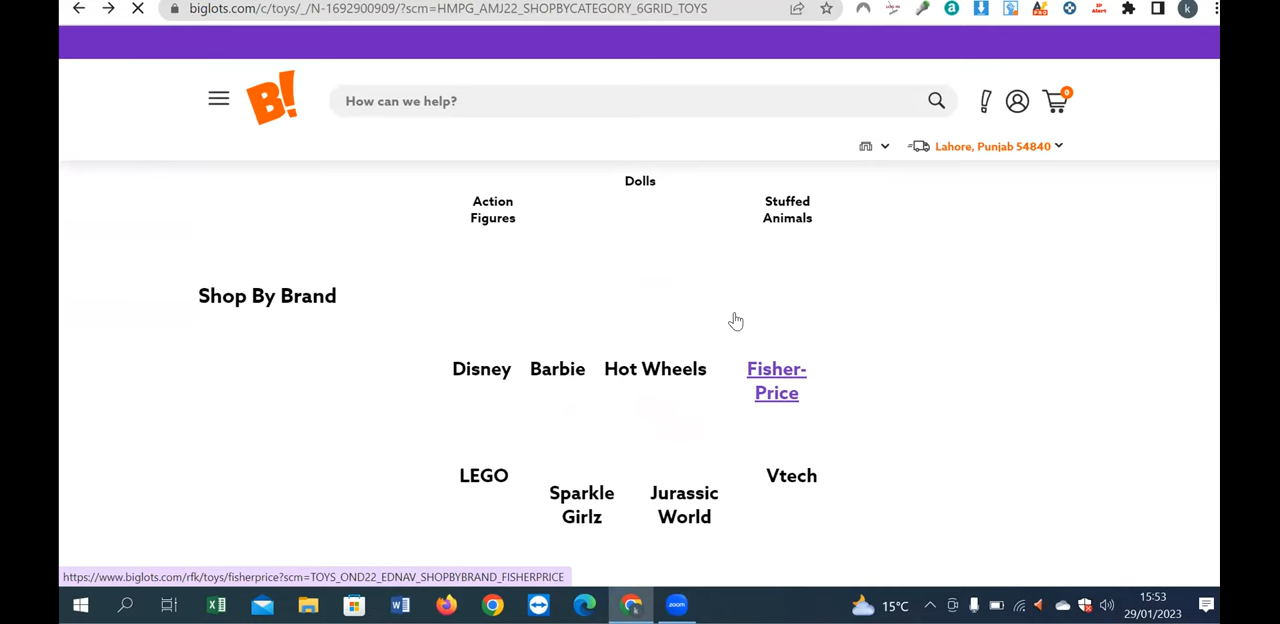 biglots.com/c/toys/_/N-1692900909/?scm=HMPG_AMJ22_SHOPBYCATEGORY_6GRID_TOYS
B!
How can we help?
0
Lahore, Punjab 54840
Dolls
Action
Figures
Stuffed
Animals
Shop By Brand
Disney
Barbie
Hot Wheels
Fisher-
Price
LEGO
Sparkle
Girlz
Jurassic
World
Vtech
https://www.biglots.com/rfk/toys/fisherprice?scm=TOYS_OND22_EDNAV_SHOPBYBRAND_FISHERPRICE
zoom
15°C
15:53
29/01/2023